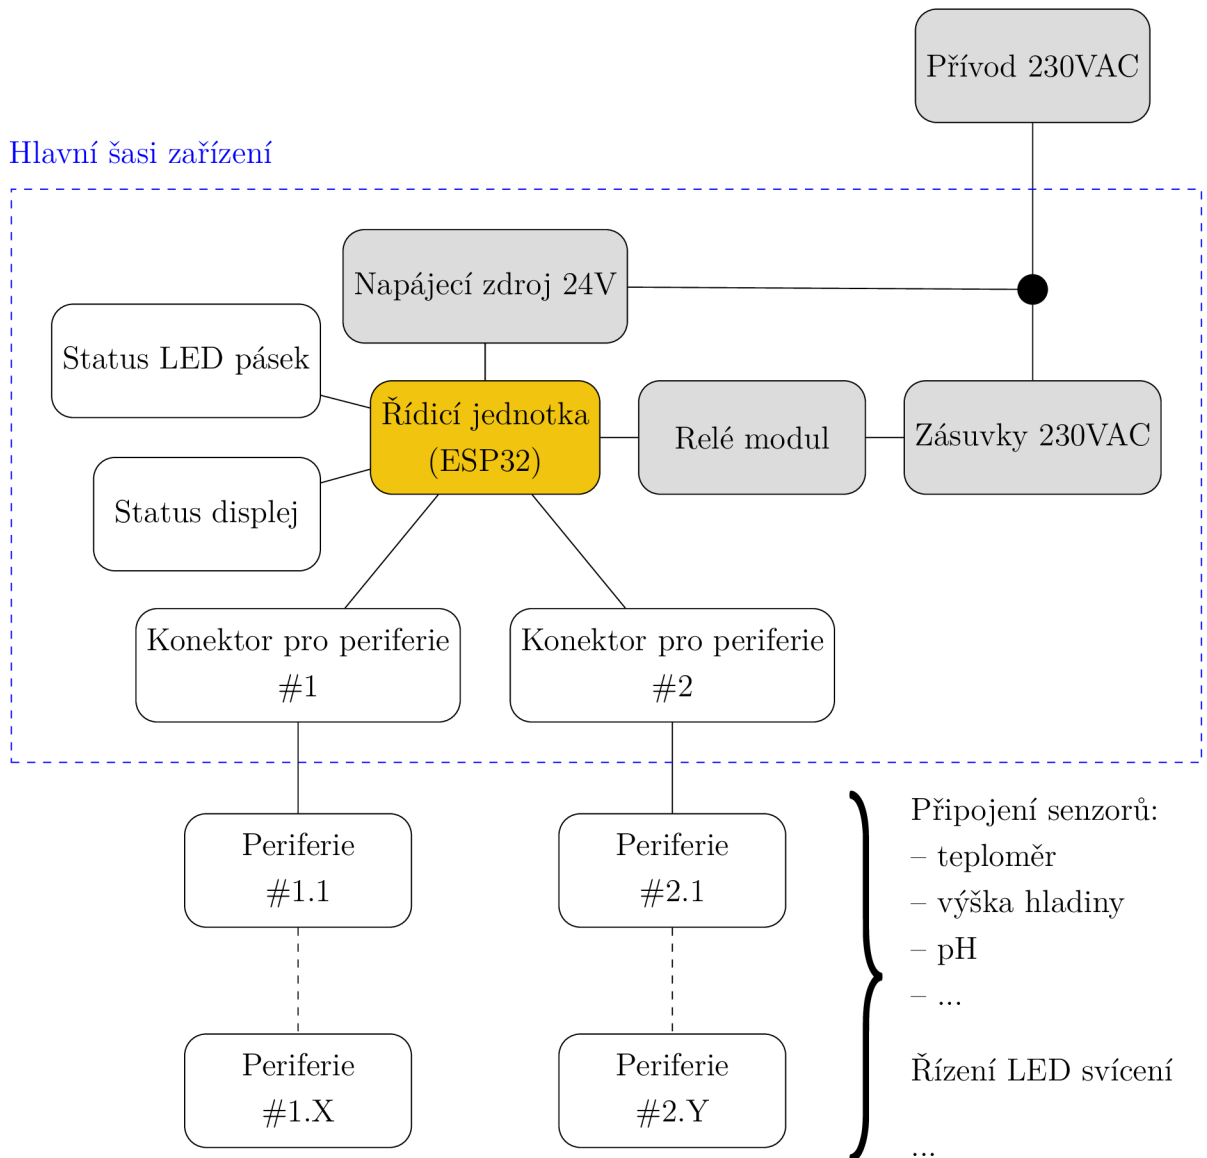 Přívod 230VAC
Hlavní šasi zařízení
Napájecí zdroj 24V
Status LED pásek
Řídicí jednotka
(ESP32)
Relé modul
Zásuvky 230VAC
Status displej
Konektor pro periferie
#1
Konektor pro periferie
#2
Periferie
#1.1
Periferie
#2.1
Periferie
#1.X
Periferie
#2.Y
Připojení senzorů:
– teploměr
– výška hladiny
– pH
– ...
Řízení LED svícení
...